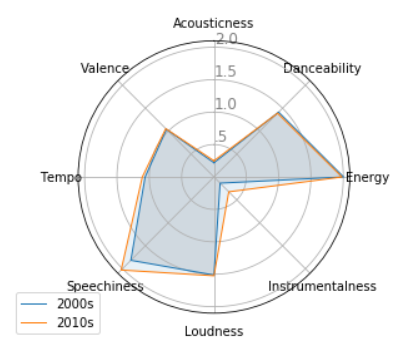 Acousticness
2.0
Valence
Danceability
1.5
1.0
.5
Tempo
Energy
Speechiness
Instrumentalness
Loudness
2000s
2010s